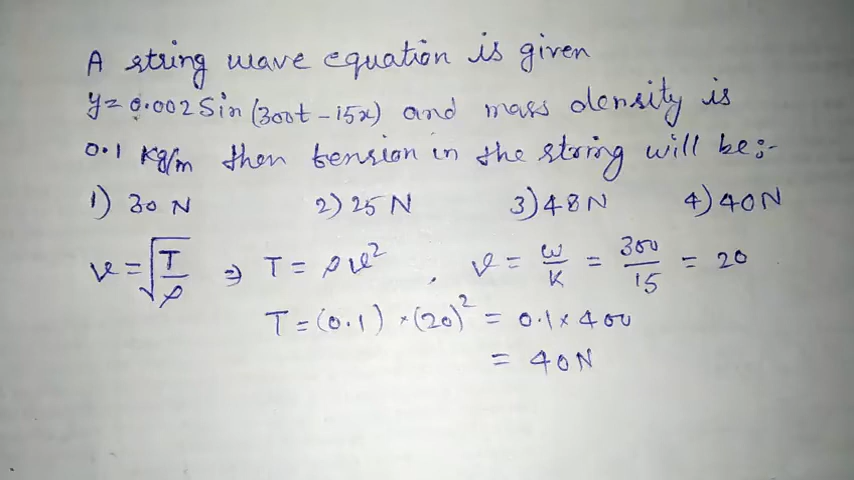 A string wave equation is given
y = 0.002 Sin (300t - 15x) and mass density is
0.1 kg/m then tension in the string will be :-
1) 30 N 2) 25 N 3) 48 N 4) 40 N
v = √(T/ρ) ⇒ T = ρv² , v = ω/K = 300/15 = 20
T = (0.1) × (20)² = 0.1 × 400
= 40 N